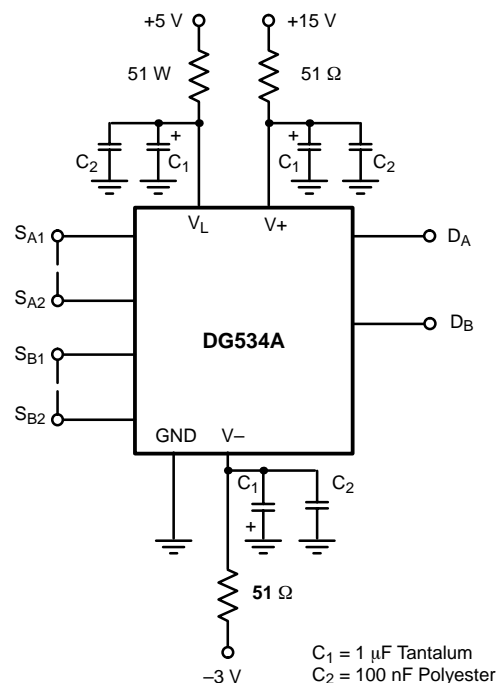 +5 V
+15 V
51 W
51 Ω
+
+
C2
C1
C1
C2
VL
V+
SA1
DA
SA2
DB
DG534A
SB1
SB2
GND
V–
C1
C2
+
51 Ω
–3 V
C1 = 1 μF Tantalum
C2 = 100 nF Polyester